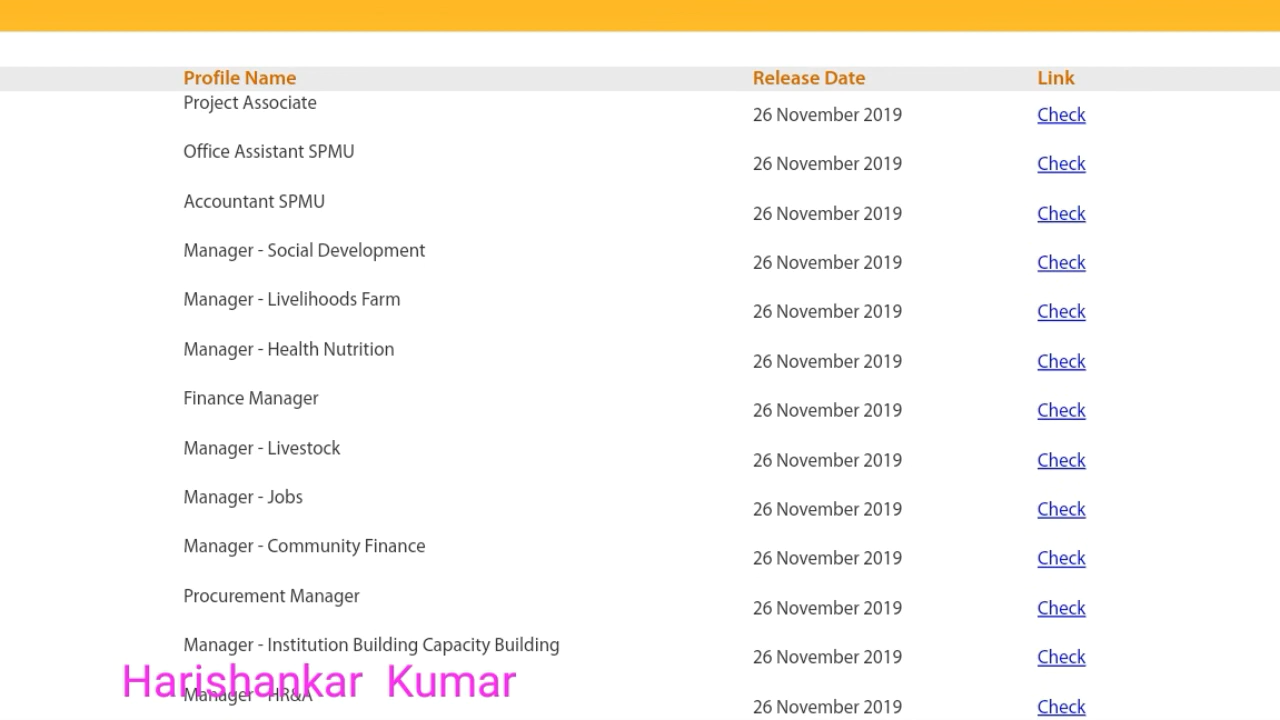 Profile Name Release Date Link
Project Associate 26 November 2019 Check
Office Assistant SPMU 26 November 2019 Check
Accountant SPMU 26 November 2019 Check
Manager - Social Development 26 November 2019 Check
Manager - Livelihoods Farm 26 November 2019 Check
Manager - Health Nutrition 26 November 2019 Check
Finance Manager 26 November 2019 Check
Manager - Livestock 26 November 2019 Check
Manager - Jobs 26 November 2019 Check
Manager - Community Finance 26 November 2019 Check
Procurement Manager 26 November 2019 Check
Manager - Institution Building Capacity Building 26 November 2019 Check
Harishankar Kumar
Manager - HR&A 26 November 2019 Check